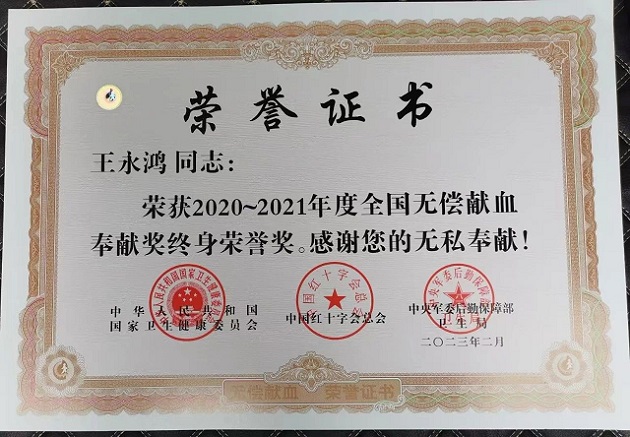 荣誉证书
王永鸿 同志：
荣获2020~2021年度全国无偿献血
奉献奖终身荣誉奖。感谢您的无私奉献！
中华人民共和国
国家卫生健康委员会
中国红十字会总会
中央军委后勤保障部
卫生局
二〇二三年二月
无偿献血 荣誉证书